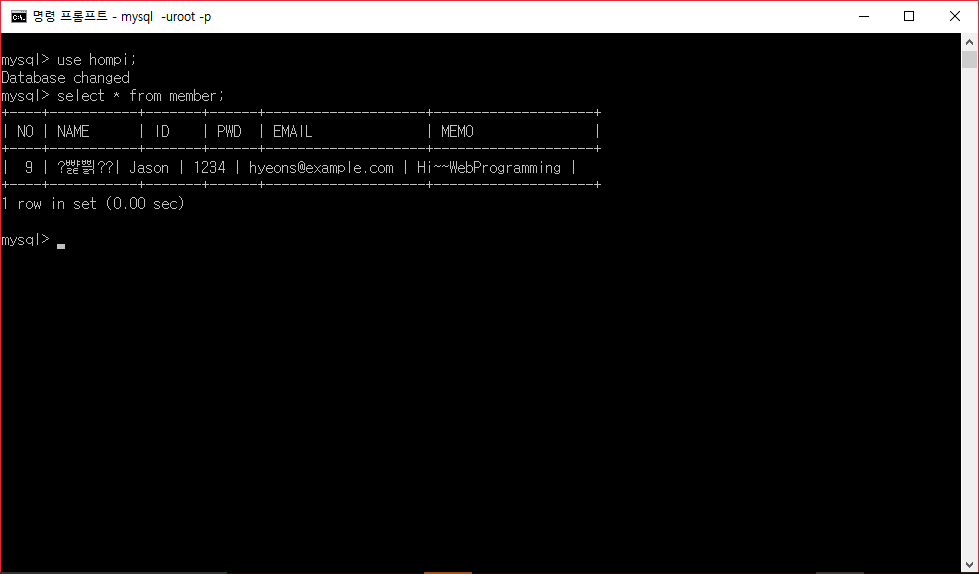 명령 프롬프트 - mysql  -uroot -p
mysql> use hompi;
Database changed
mysql> select * from member;
+----+-----------+-------+------+--------------------+--------------------+
| NO | NAME      | ID    | PWD  | EMAIL              | MEMO               |
+----+-----------+-------+------+--------------------+--------------------+
|  9 | | Jason | 1234 | hyeons@example.com | Hi~~WebProgramming |
+----+-----------+-------+------+--------------------+--------------------+
1 row in set (0.00 sec)
mysql>